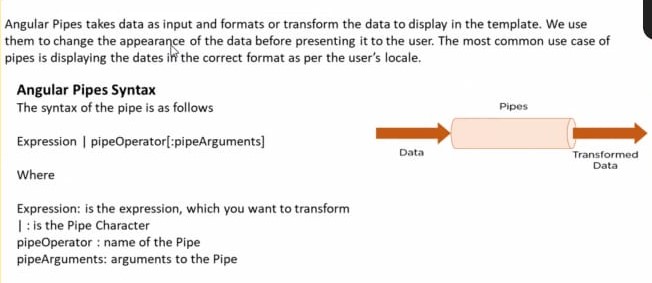 Angular Pipes takes data as input and formats or transform the data to display in the template. We use
them to change the appearance of the data before presenting it to the user. The most common use case of
pipes is displaying the dates in the correct format as per the user's locale.
Angular Pipes Syntax
The syntax of the pipe is as follows
Expression | pipeOperator[:pipeArguments]
Where
Expression: is the expression, which you want to transform
| : is the Pipe Character
pipeOperator : name of the Pipe
pipeArguments: arguments to the Pipe
Pipes
Data
Transformed
Data